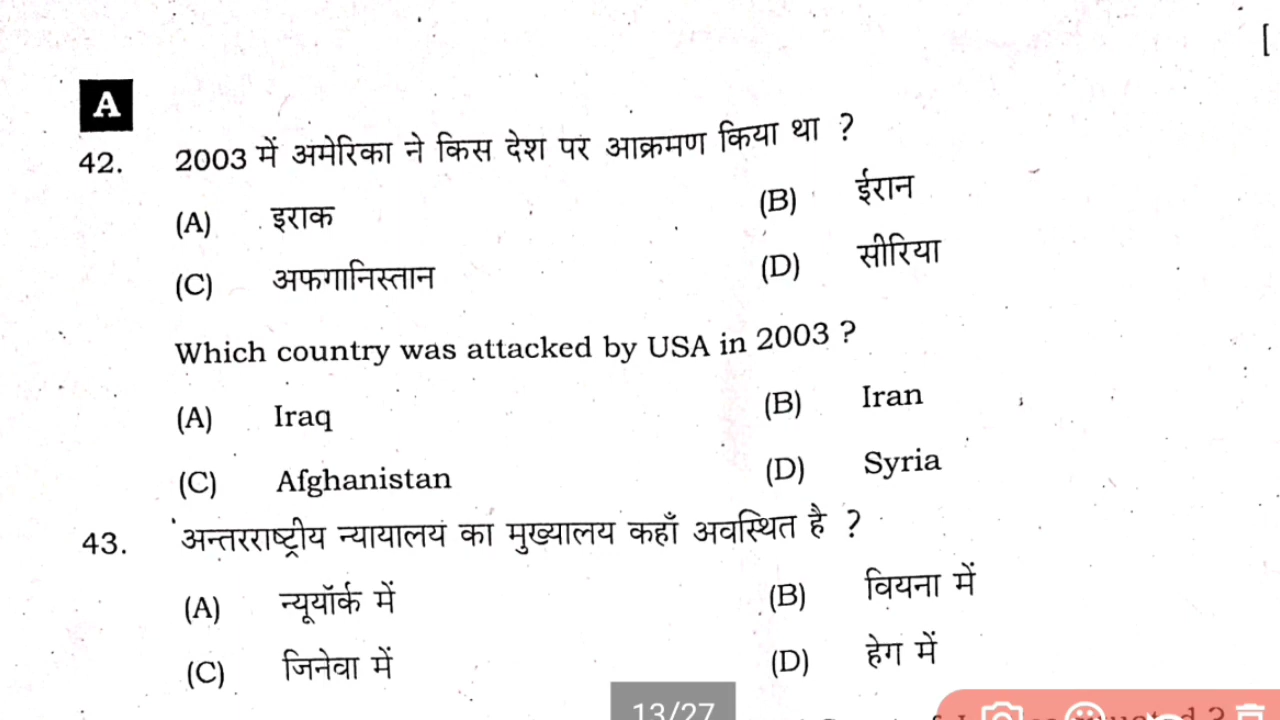 [
A
42. 2003 में अमेरिका ने किस देश पर आक्रमण किया था ?
(A) इराक (B) ईरान
(C) अफगानिस्तान (D) सीरिया
Which country was attacked by USA in 2003 ?
(A) Iraq (B) Iran
(C) Afghanistan (D) Syria
43. अन्तरराष्ट्रीय न्यायालय का मुख्यालय कहाँ अवस्थित है ?
(A) न्यूयॉर्क में (B) वियना में
(C) जिनेवा में (D) हेग में
13/27